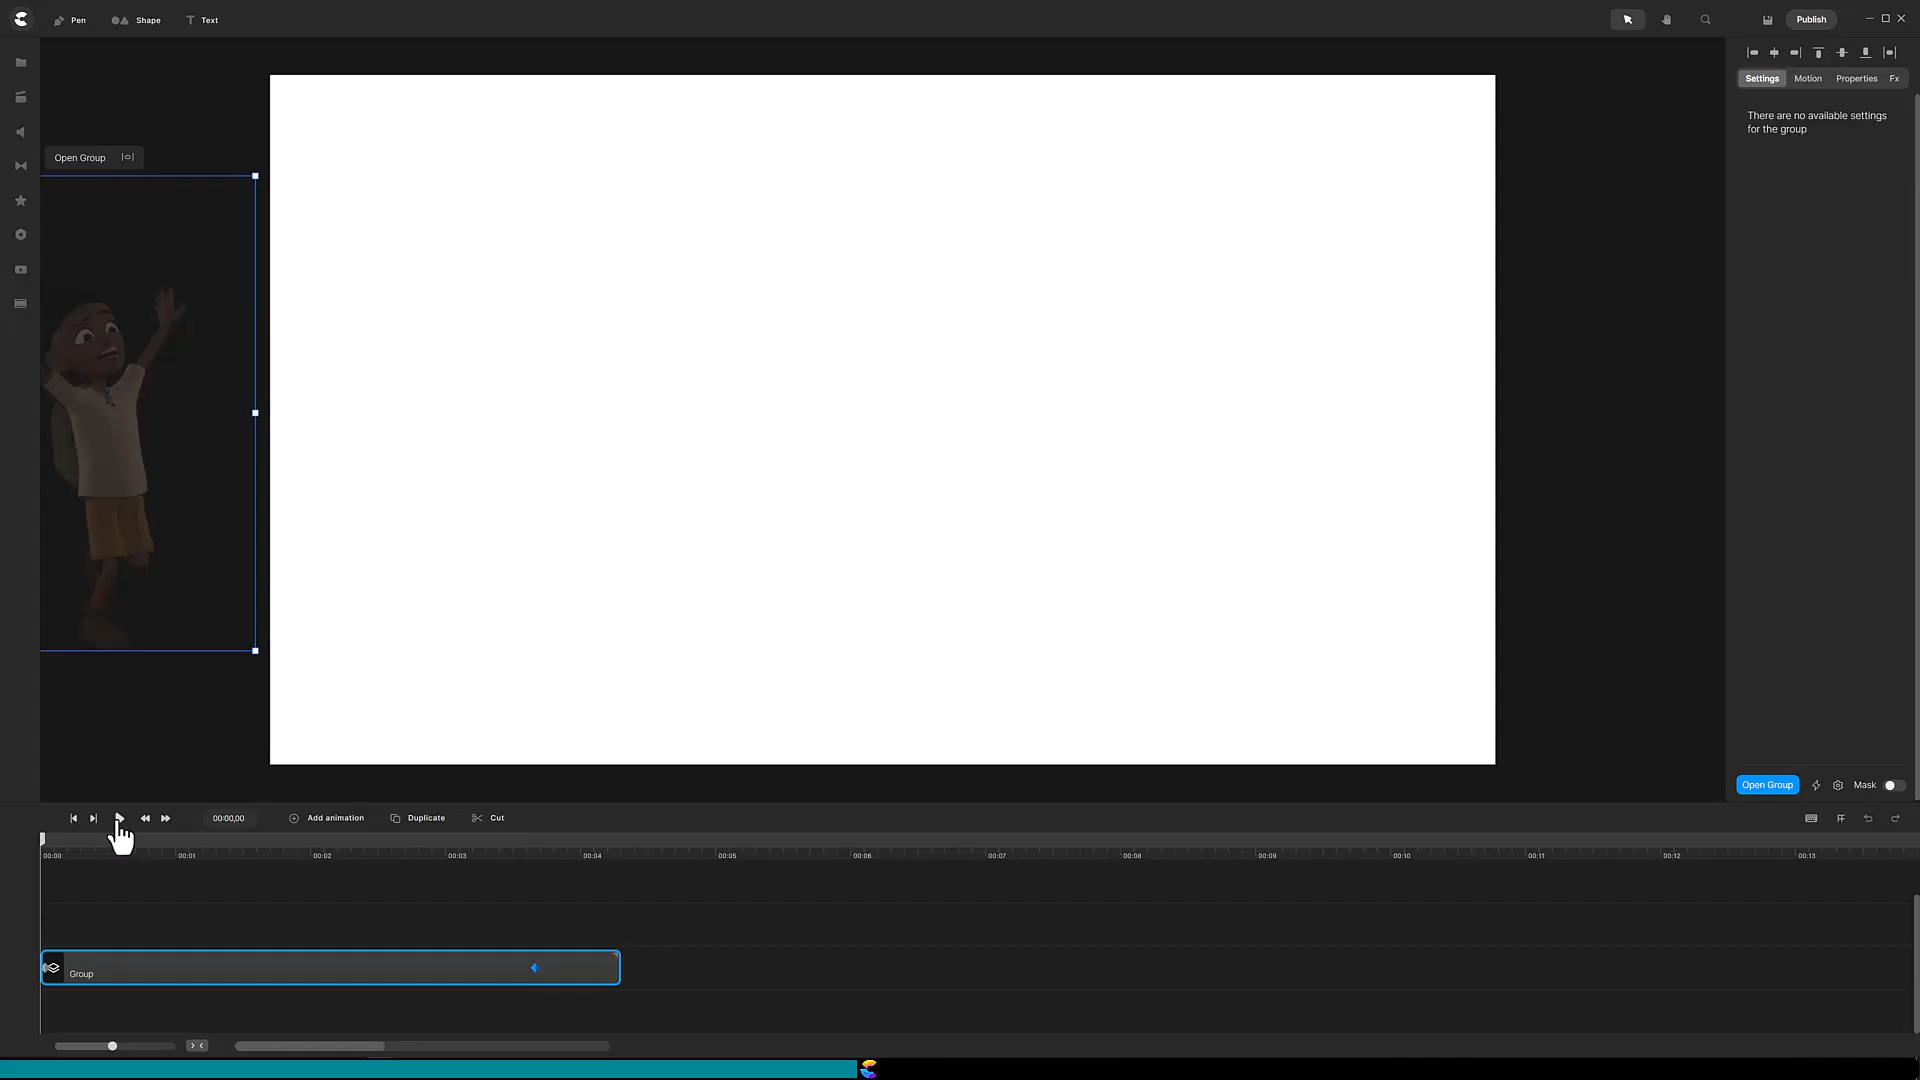 Pen
Shape
Text
Publish
Settings
Motion
Properties
Fx
There are no available settings
for the group
Open Group
Open Group
Mask
00:00,00
Add animation
Duplicate
Cut
00:00
00:01
00:02
00:03
00:04
00:05
00:06
00:07
00:08
00:09
00:10
00:11
00:12
00:13
Group